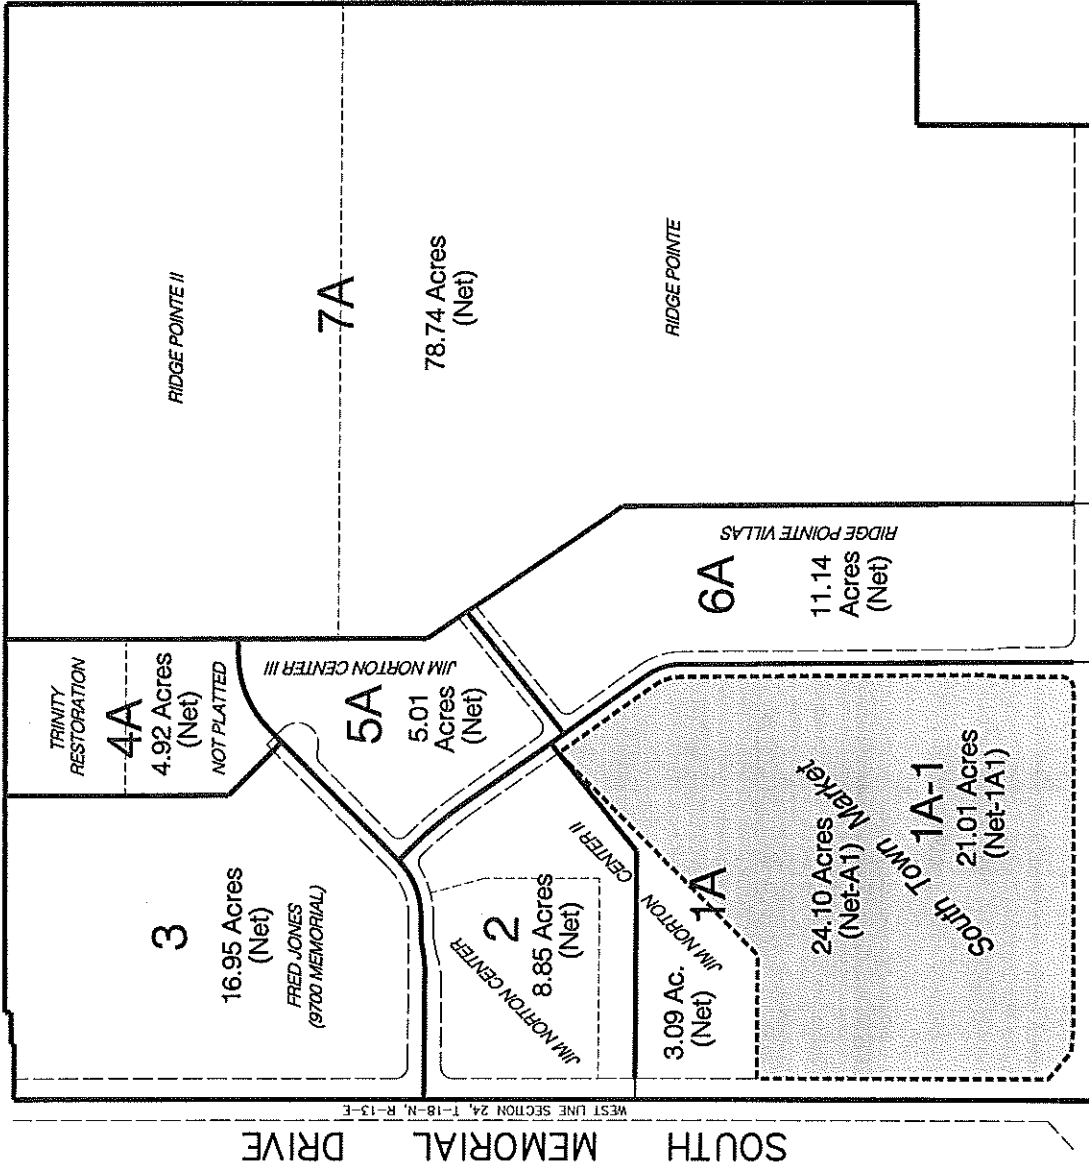 RIDGE POINTE II
7A
78.74 Acres
(Net)
RIDGE POINTE
TRINITY
RESTORATION
4A
4.92 Acres
(Net)
NOT PLATTED
JIM NORTON CENTER III
5A
5.01
Acres
(Net)
RIDGE POINTE VILLAS
6A
11.14
Acres
(Net)
3
16.95 Acres
(Net)
FRED JONES
(9700 MEMORIAL)
2
8.85 Acres
(Net)
JIM NORTON CENTER
JIM NORTON CENTER II
1A
3.09 Ac.
(Net)
24.10 Acres
(Net-A1)
South Town Market
1A-1
21.01 Acres
(Net-1A1)
WEST LINE SECTION 24, T-18-N, R-13-E
SOUTH MEMORIAL DRIVE